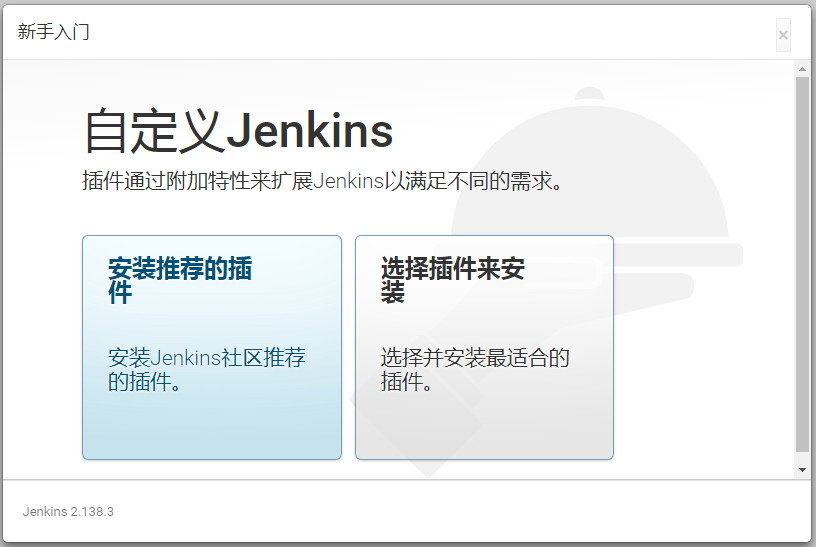 新手入门
×
自定义Jenkins
插件通过附加特性来扩展Jenkins以满足不同的需求。
安装推荐的插
件
安装Jenkins社区推荐
的插件。
选择插件来安
装
选择并安装最适合的
插件。
Jenkins 2.138.3